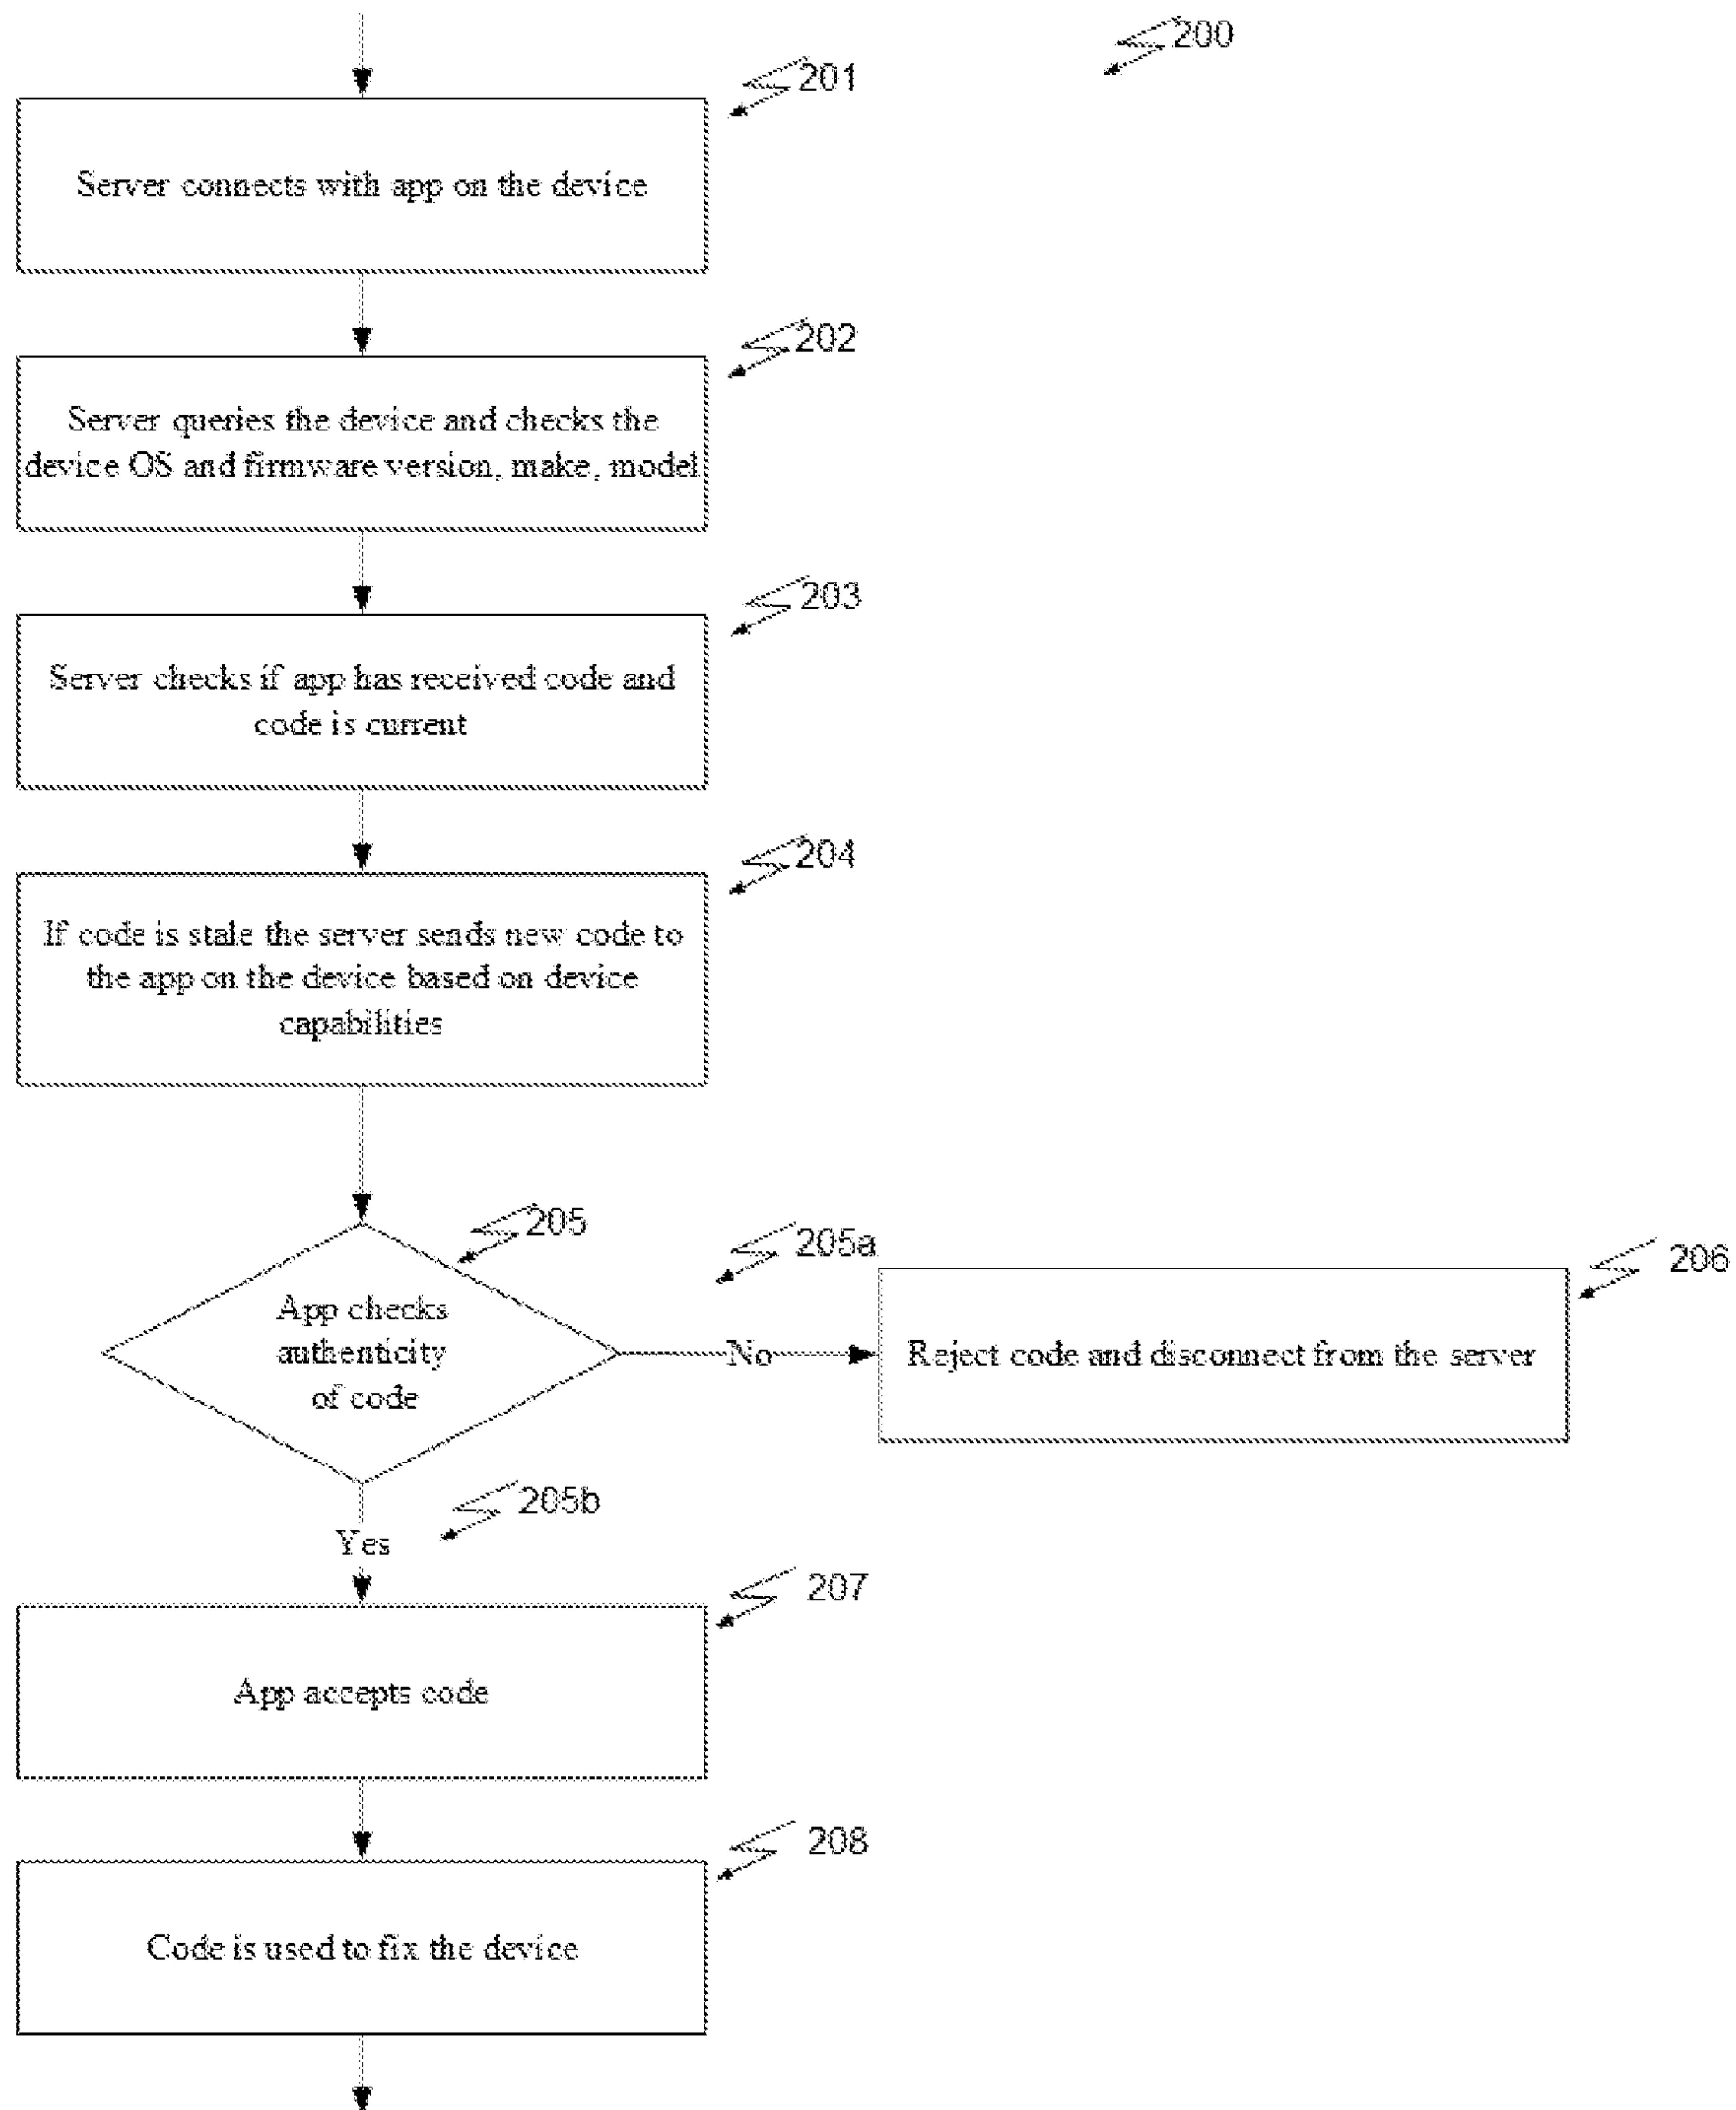 200
201
Server connects with app on the device
202
Server queries the device and checks the
device OS and firmware version, make, model
203
Server checks if app has received code and
code is current
204
If code is stale the server sends new code to
the app on the device based on device
capabilities
205
App checks
authenticity
of code
205a
No
206
Reject code and disconnect from the server
205b
Yes
207
App accepts code
208
Code is used to fix the device